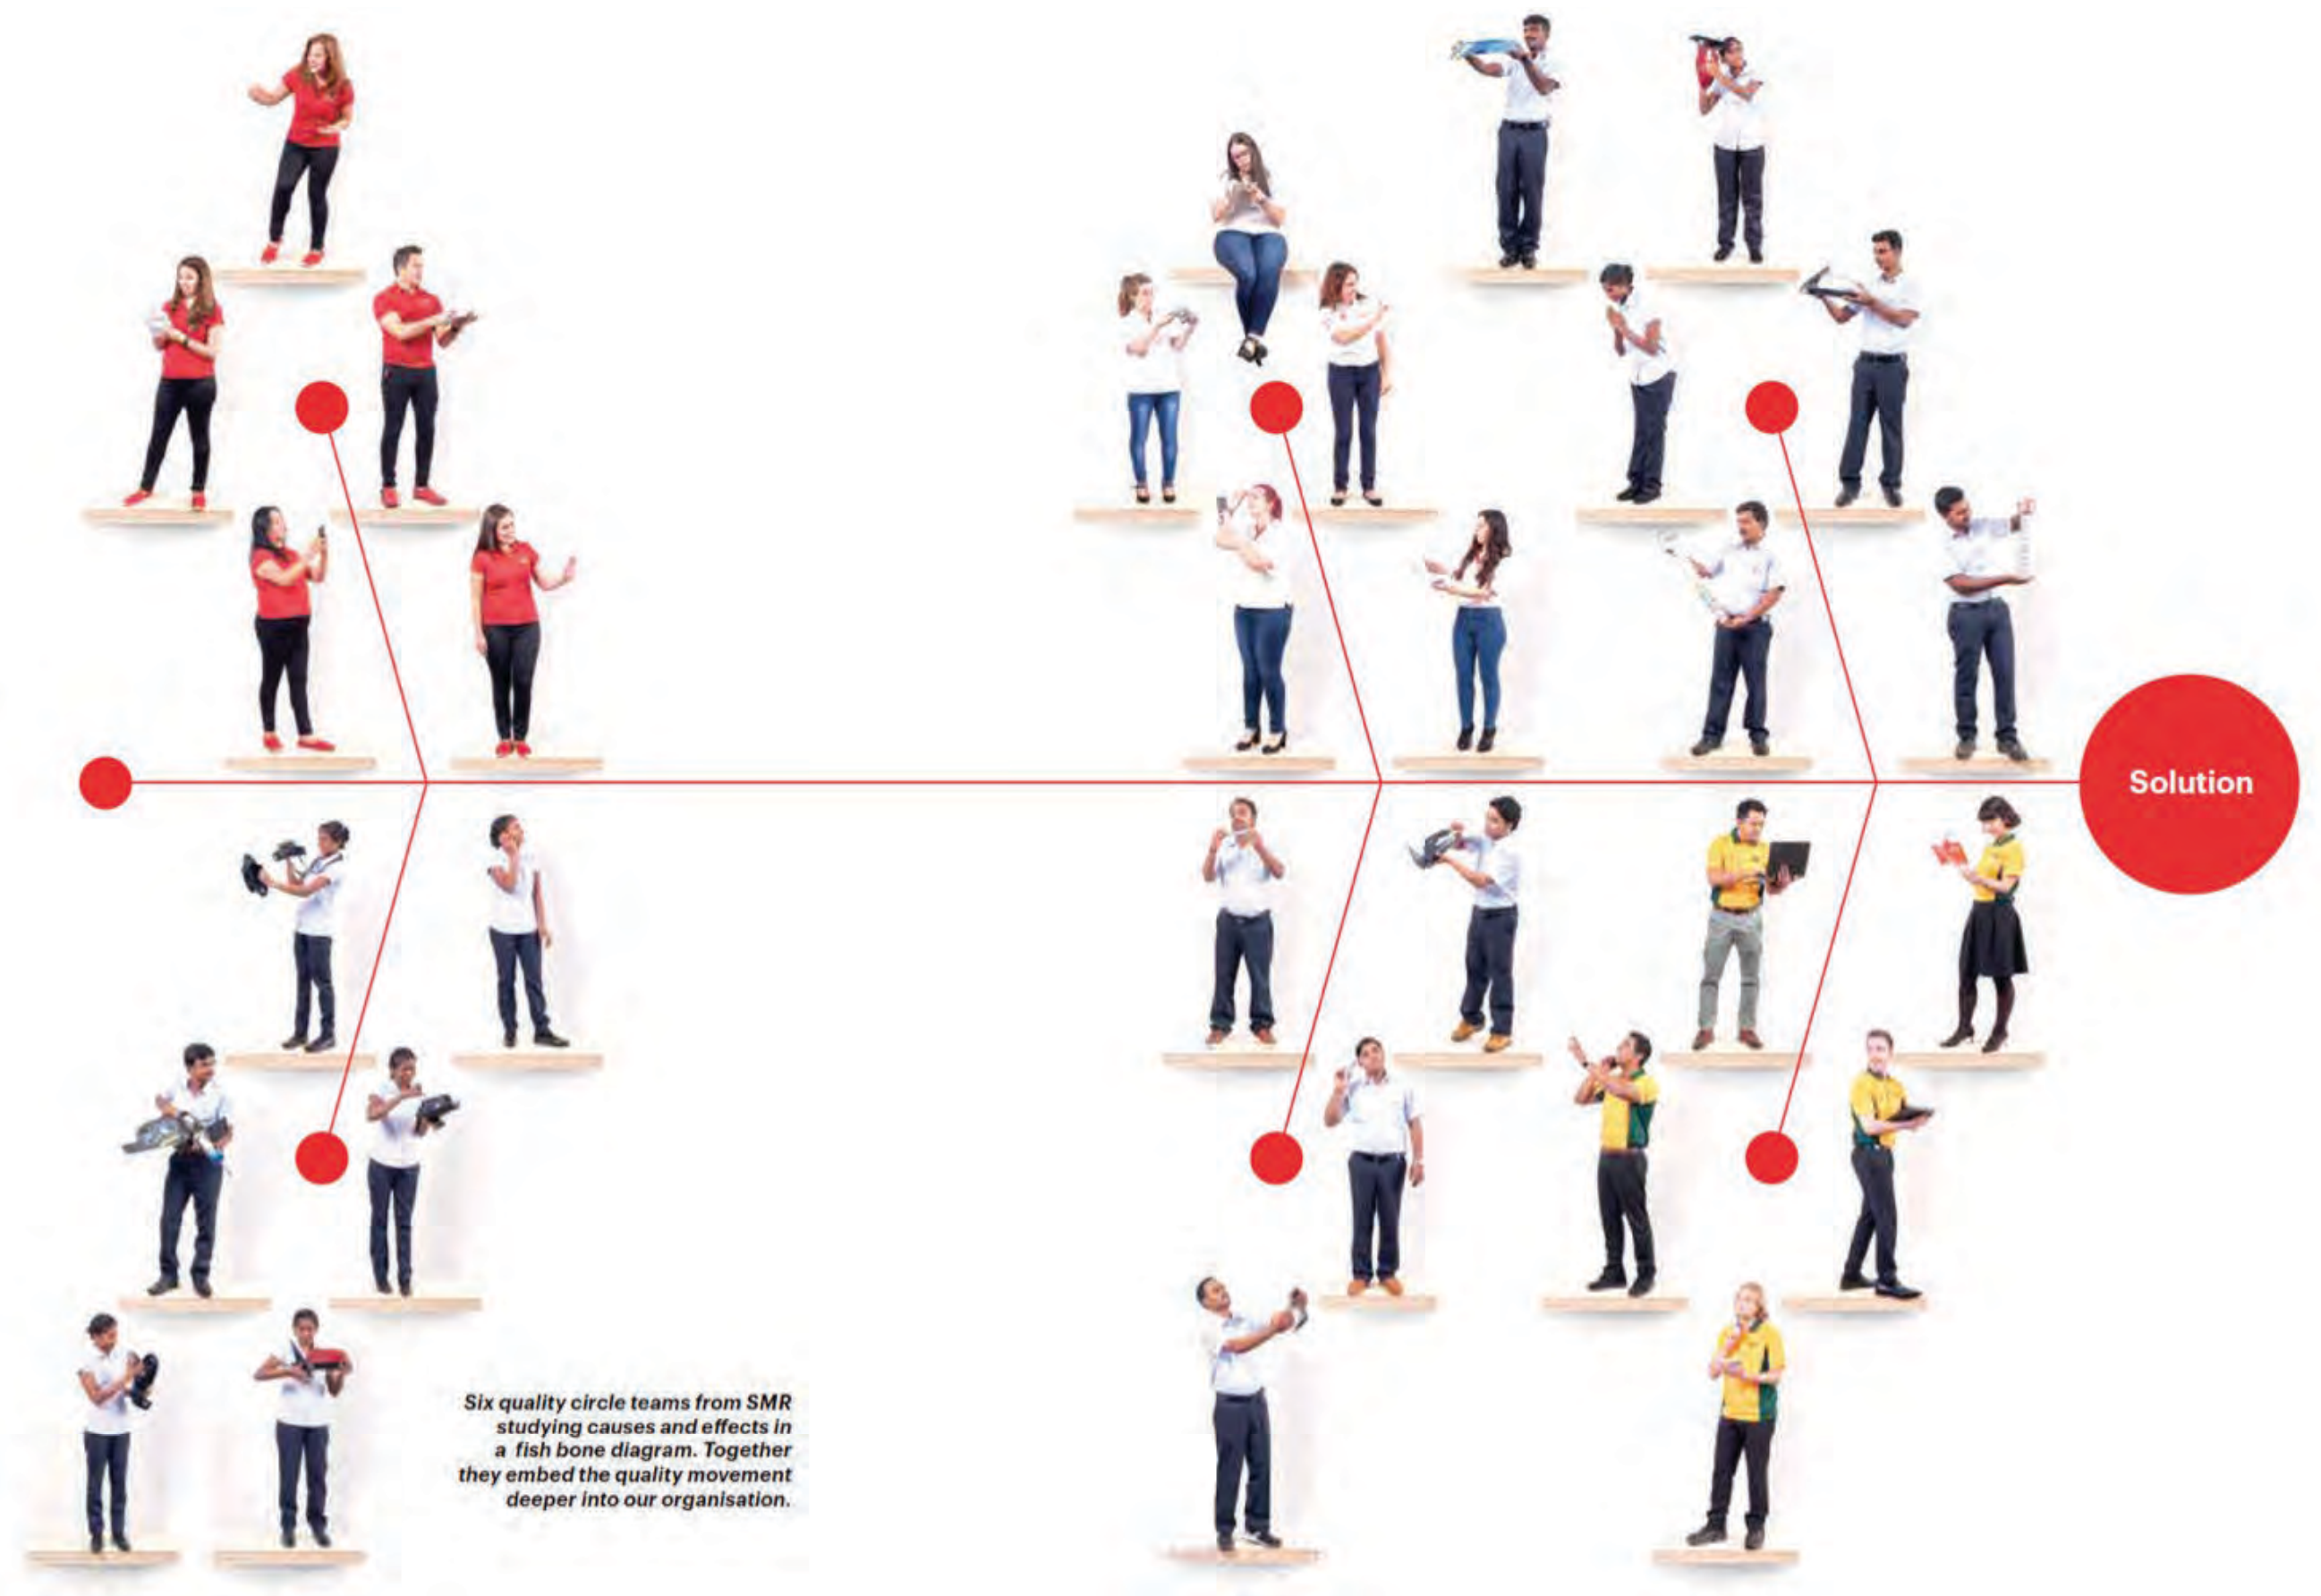 Solution
Six quality circle teams from SMR
studying causes and effects in
a fish bone diagram. Together
they embed the quality movement
deeper into our organisation.